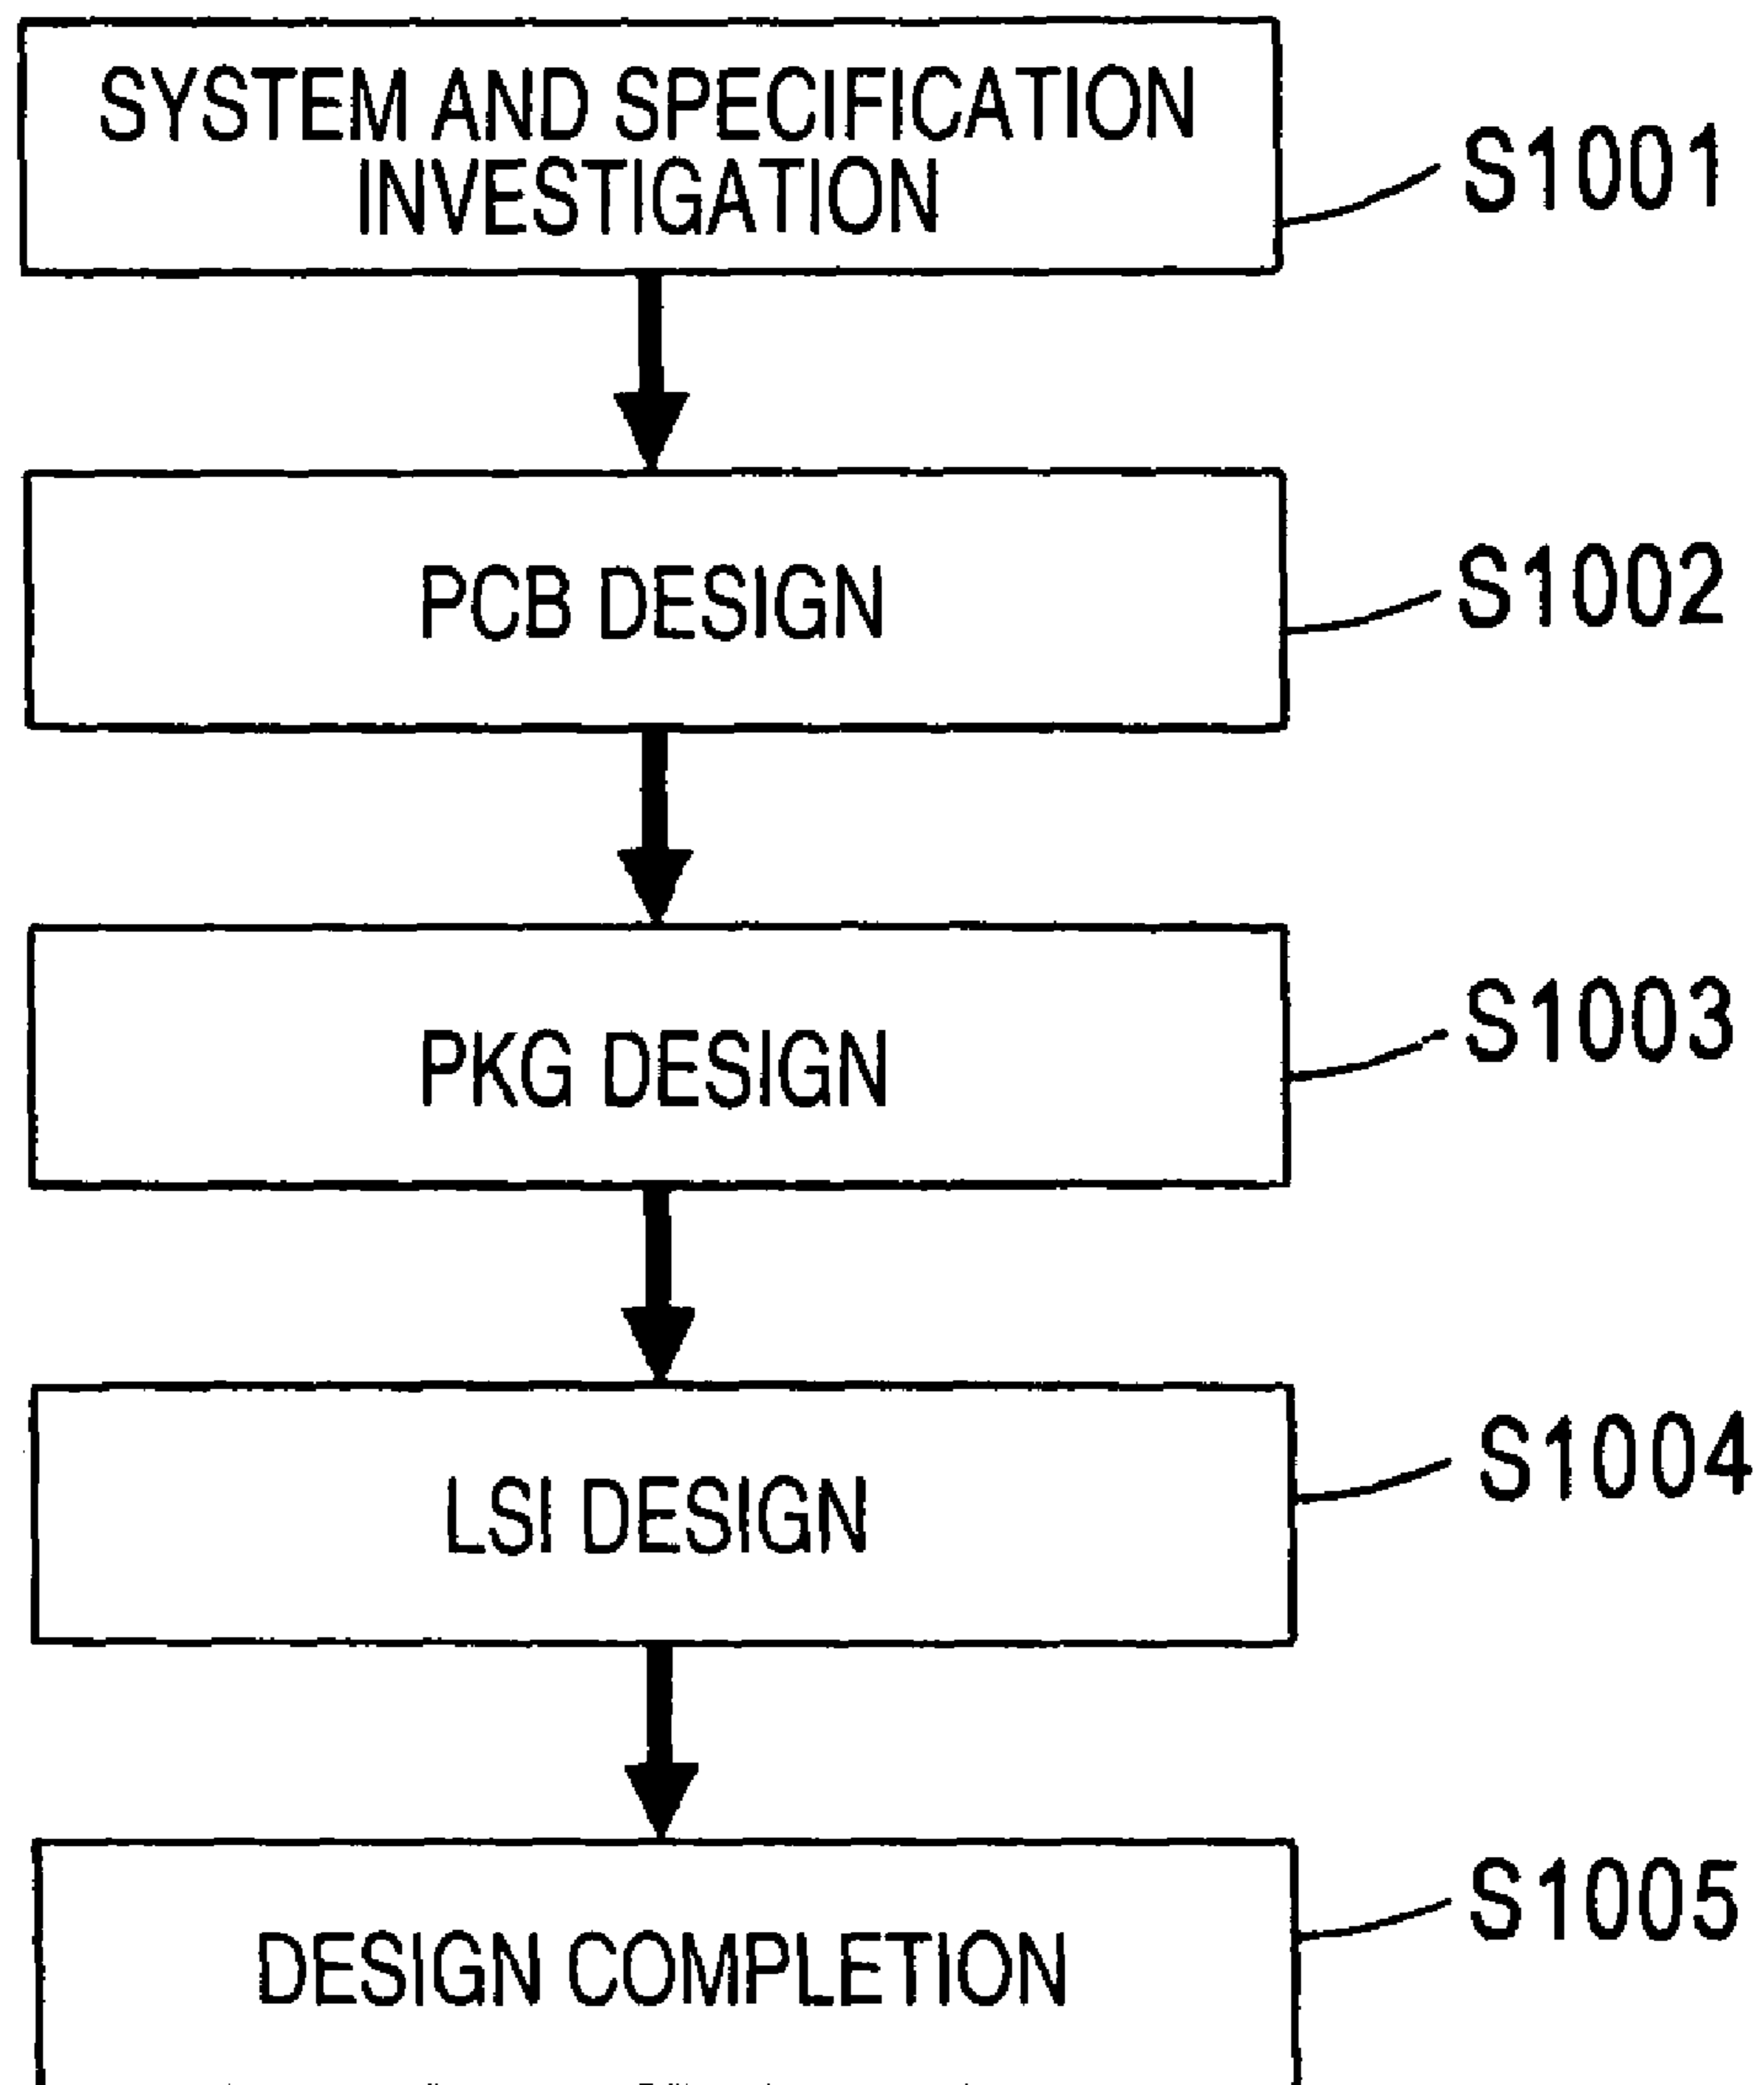 SYSTEM AND SPECIFICATION
INVESTIGATION
S1001
PCB DESIGN
S1002
PKG DESIGN
S1003
LSI DESIGN
S1004
DESIGN COMPLETION
S1005